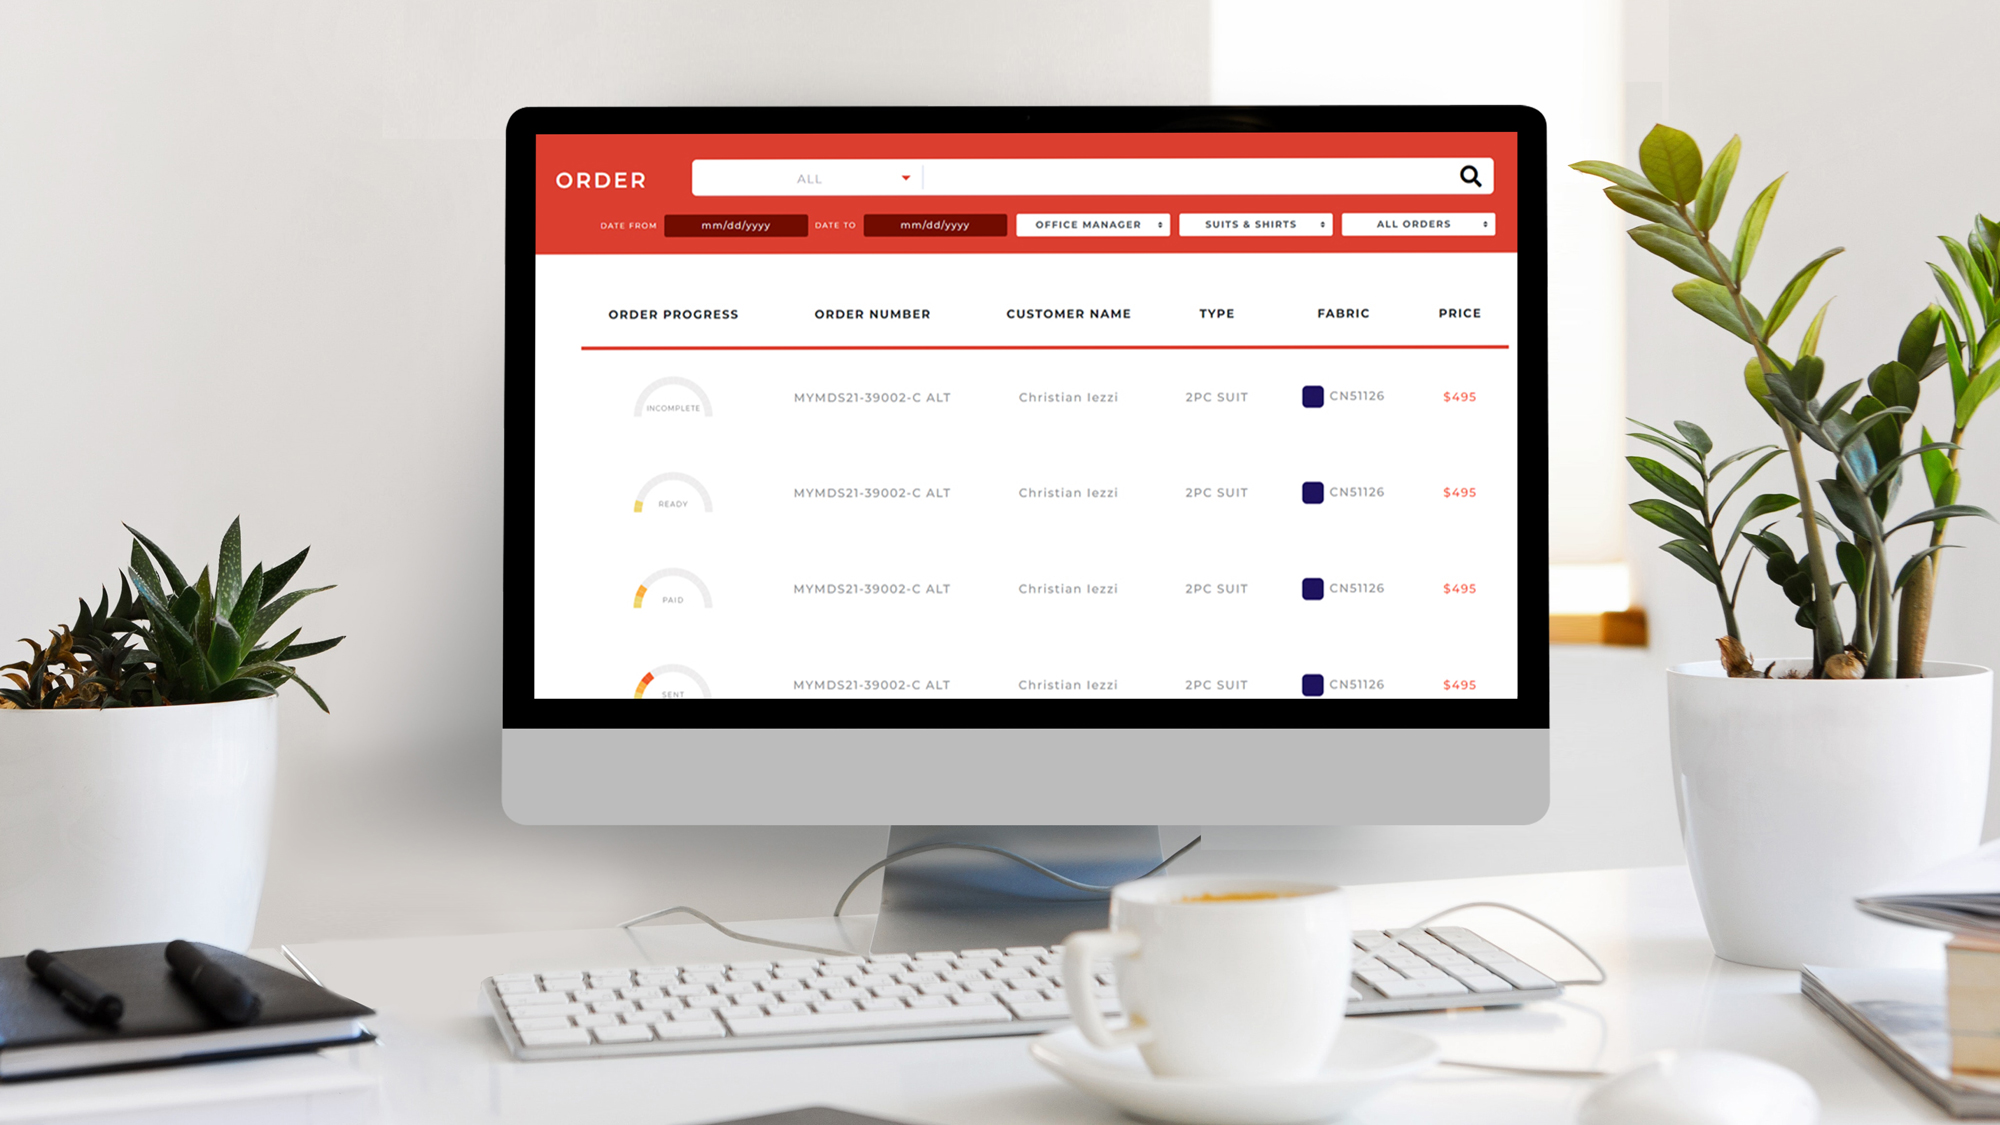 ORDER ALL
DATE FROM mm/dd/yyyy DATE TO mm/dd/yyyy OFFICE MANAGER SUITS & SHIRTS ALL ORDERS
ORDER PROGRESS ORDER NUMBER CUSTOMER NAME TYPE FABRIC PRICE
INCOMPLETE MYMDS21-39002-C ALT Christian Iezzi 2PC SUIT CN51126 $495
READY MYMDS21-39002-C ALT Christian Iezzi 2PC SUIT CN51126 $495
PAID MYMDS21-39002-C ALT Christian Iezzi 2PC SUIT CN51126 $495
SENT MYMDS21-39002-C ALT Christian Iezzi 2PC SUIT CN51126 $495